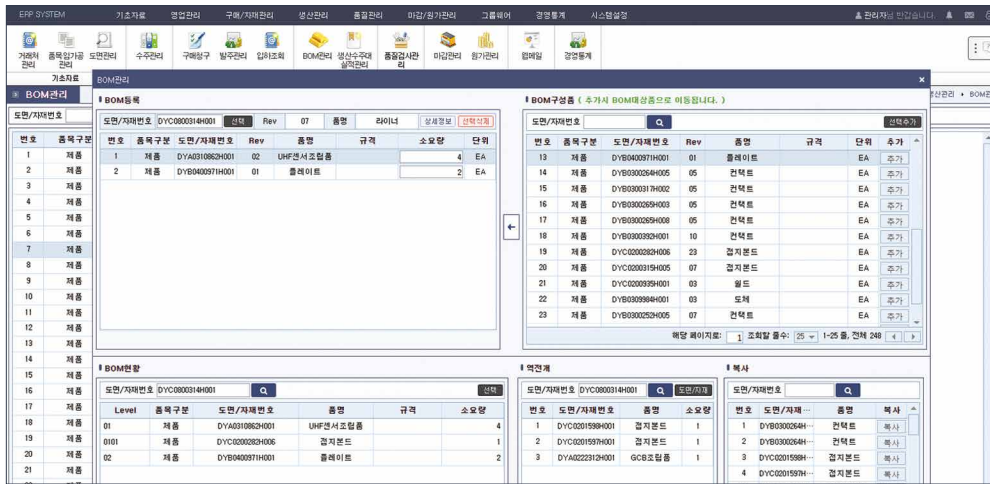 ERP SYSTEM 기초자료 영업관리 구매/자재관리 생산관리 품질관리 마감/원가관리 그룹웨어 경영통계 시스템설정 관리자님 반갑습니다.
거래처관리 품목입가공관리 도면관리 수주관리 구매청구 발주관리 입하조회 BOM관리 생산수주대실적관리 품질검사관리 마감관리 원가관리 웹메일 경영통계
기초자료
BOM관리
BOM관리 ×
생산관리 • BOM관
도면/자재번호
번호 품목구분
1 제품
2 제품
3 제품
4 제품
5 제품
6 제품
7 제품
8 제품
9 제품
10 제품
11 제품
12 제품
13 제품
14 제품
15 제품
16 제품
17 제품
18 제품
19 제품
20 제품
21 제품
BOM등록
도면/자재번호 DYC0800314H001 선택 Rev 07 품명 라이너 상세정보 선택삭제
번호 품목구분 도면/자재번호 Rev 품명 규격 소요량 단위
1 제품 DYA0310862H001 02 UHF센서조립품 4 EA
2 제품 DYB0400971H001 01 플레이트 2 EA
BOM구성품 ( 추가시 BOM대상품으로 이동됩니다. )
도면/자재번호 선택추가
번호 품목구분 도면/자재번호 Rev 품명 규격 단위 추가
13 제품 DYB0400971H001 01 플레이트 EA 추가
14 제품 DYB0300264H005 05 컨택트 EA 추가
15 제품 DYB0300317H002 05 컨택트 EA 추가
16 제품 DYB0300265H003 05 컨택트 EA 추가
17 제품 DYB0300265H008 05 컨택트 EA 추가
18 제품 DYB0300392H001 10 컨택트 EA 추가
19 제품 DYC0200282H006 23 접지본드 EA 추가
20 제품 DYC0200315H005 07 접지본드 EA 추가
21 제품 DYC0200935H001 03 쉴드 EA 추가
22 제품 DYB0309984H001 03 도체 EA 추가
23 제품 DYB0300252H005 07 컨택트 EA 추가
해당 페이지로: 1 조회할 줄수: 25 1-25 줄, 전체 248
BOM현황
도면/자재번호 DYC0800314H001 선택
Level 품목구분 도면/자재번호 품명 규격 소요량
01 제품 DYA0310862H001 UHF센서조립품 4
0101 제품 DYC0200282H006 접지본드 1
02 제품 DYB0400971H001 플레이트 2
역전개
도면/자재번호 DYC0800314H001 도면/자재
번호 도면/자재번호 품명 소요량
1 DYC0201598H001 접지본드 1
2 DYC0201597H001 접지본드 1
3 DYA0222312H001 GCB조립품 1
복사
도면/자재번호
번호 도면/자재··· 품명 복사
1 DYB0300264H··· 컨택트 복사
2 DYB0300264H··· 컨택트 복사
3 DYC0201598H··· 접지본드 복사
4 DYC0201597H··· 접지본드 복사